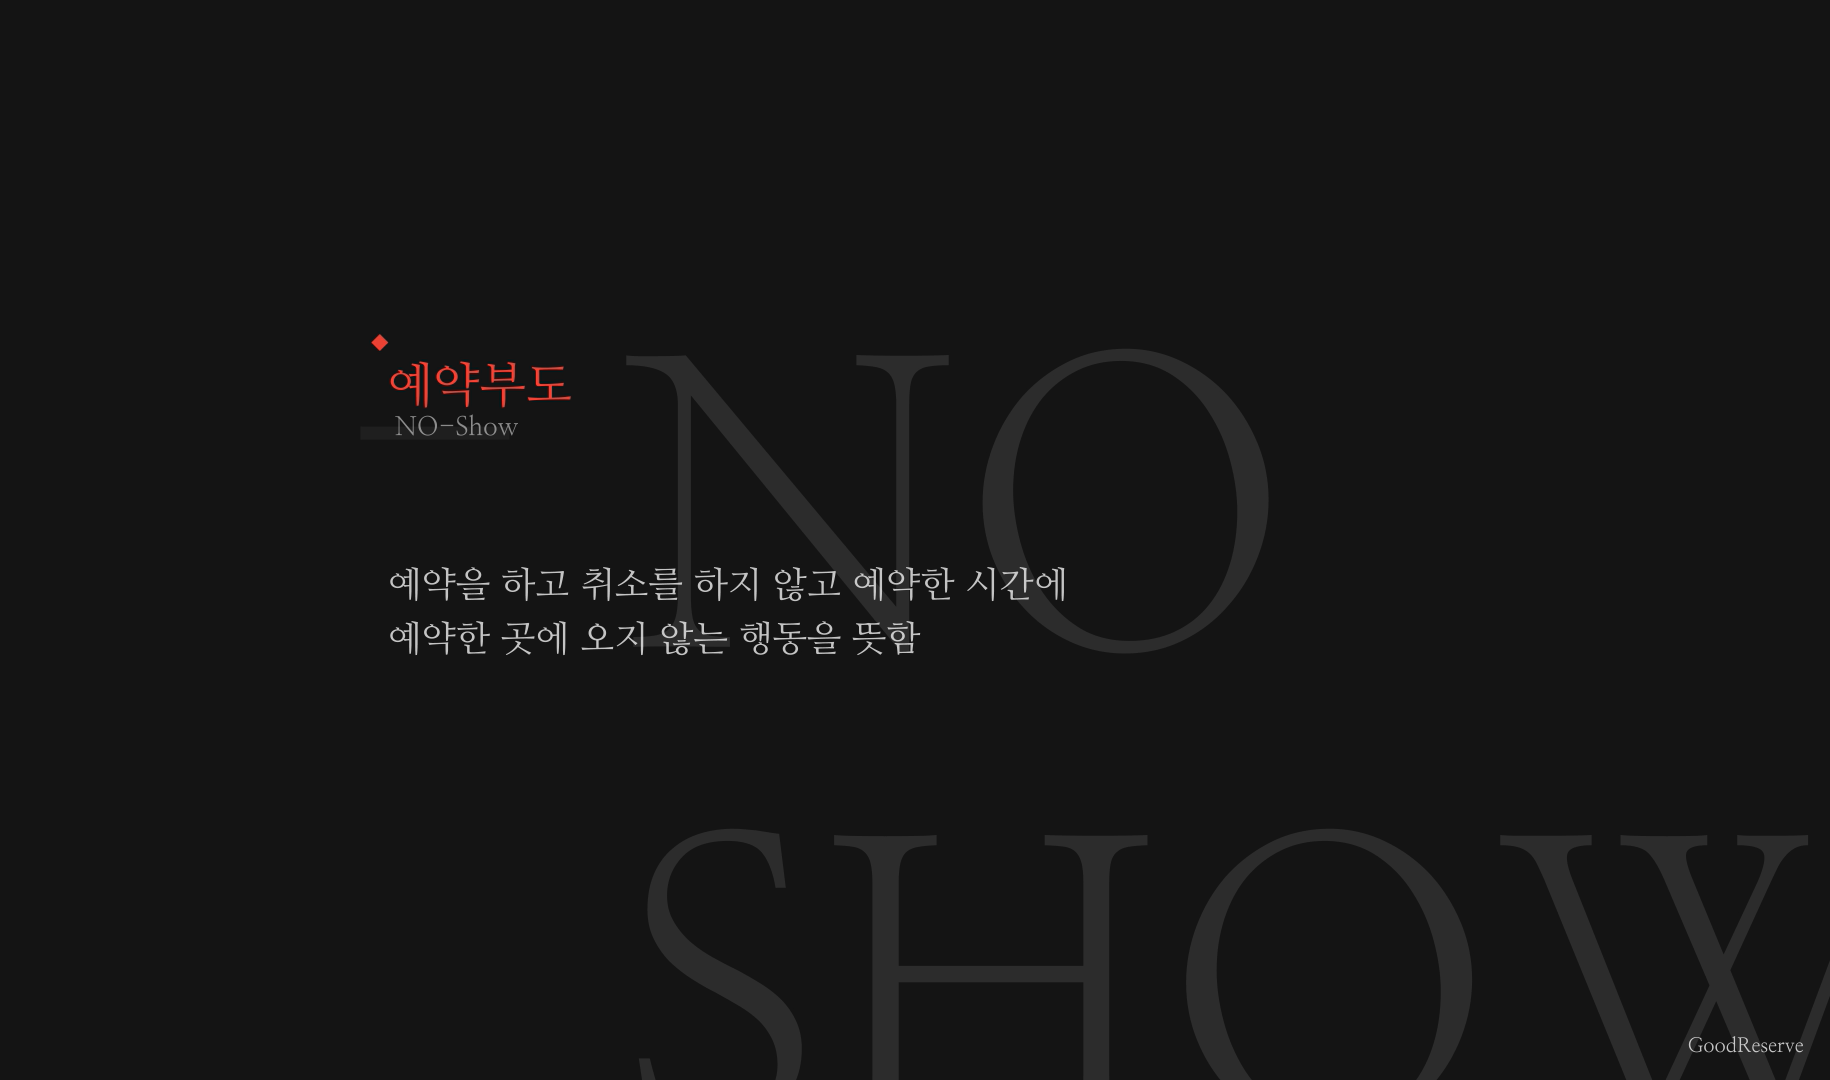 예약부도
NO-Show
NO
예약을 하고 취소를 하지 않고 예약한 시간에
예약한 곳에 오지 않는 행동을 뜻함
SHOW
GoodReserve